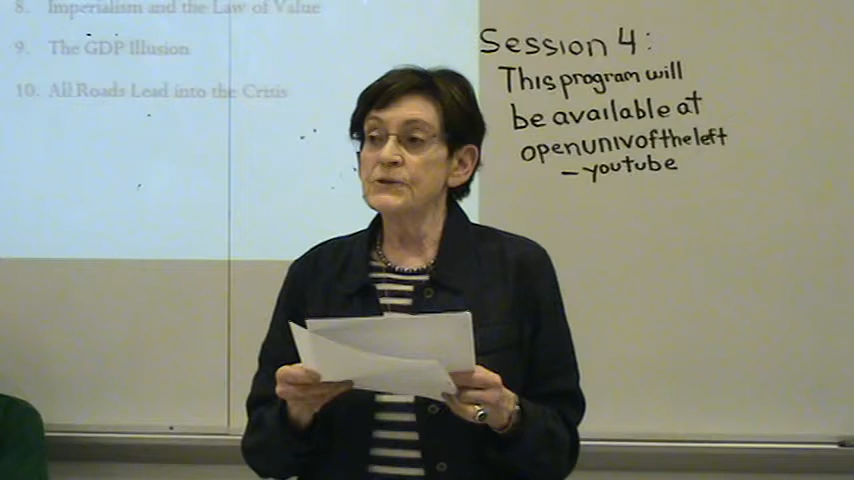 8. Imperialism and the Law of Value
9. The GDP Illusion
10. All Roads Lead into the Crisis
Session 4:
This program will
be available at
openunivoftheleft
- youtube